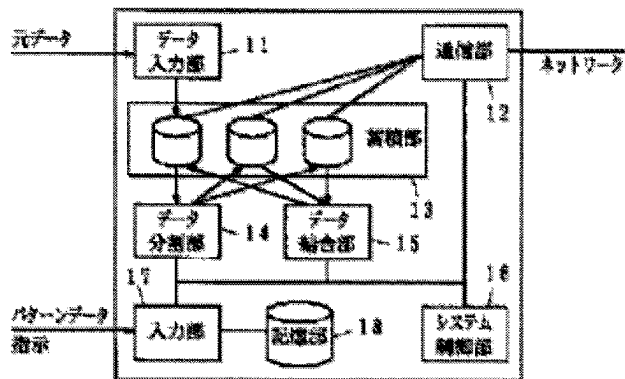 元データ
データ
入力部
11
通信部
12
ネットワーク
蓄積部
13
データ
分割部
14
データ
結合部
15
16
17
パターンデータ
指示
入力部
記憶部
18
システム
制御部